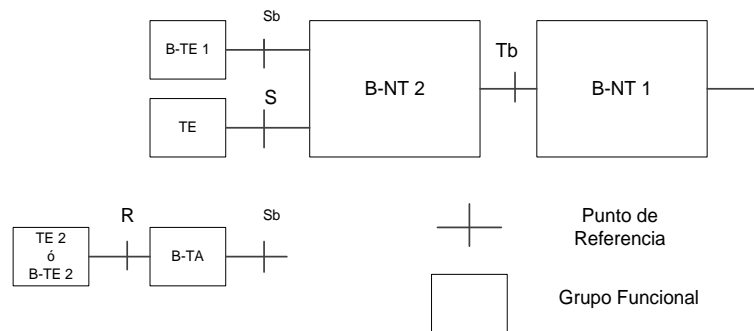 Sb
B-TE 1
S
TE
B-NT 2
Tb
B-NT 1
R
TE 2
ó
B-TE 2
B-TA
Sb
Punto de
Referencia
Grupo Funcional